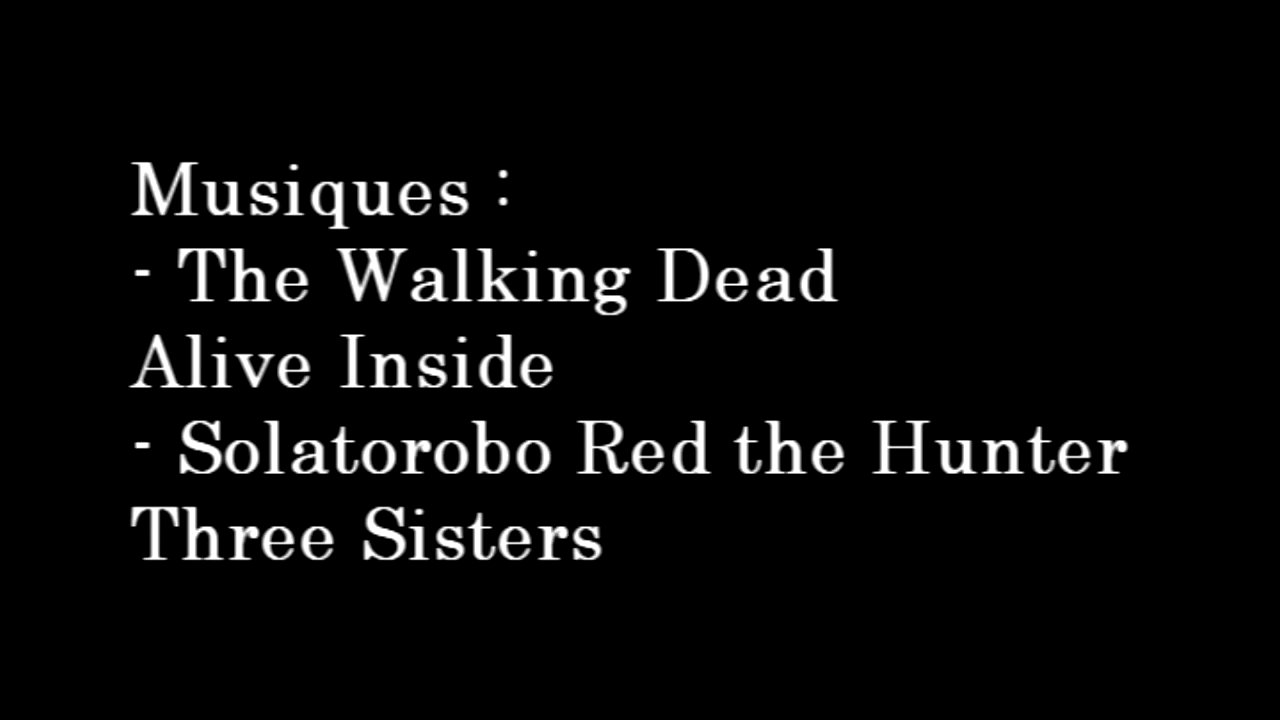 Musiques :
- The Walking Dead
Alive Inside
- Solatorobo Red the Hunter
Three Sisters